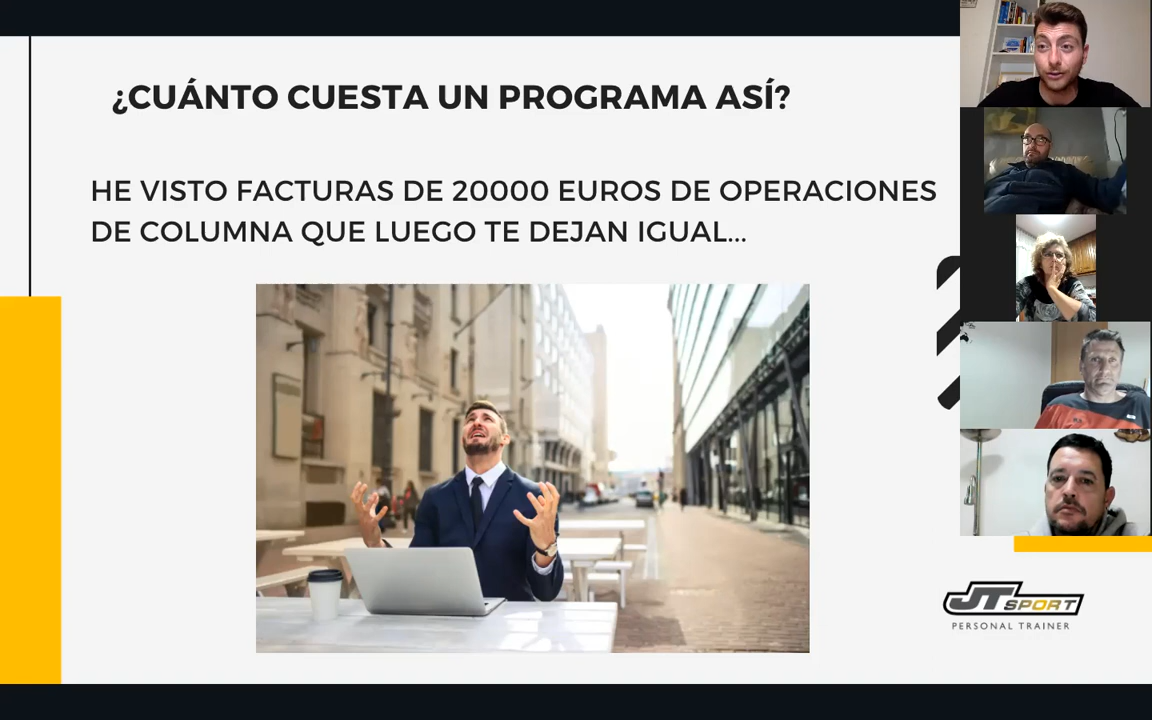 ¿CUÁNTO CUESTA UN PROGRAMA ASÍ?
HE VISTO FACTURAS DE 20000 EUROS DE OPERACIONES
DE COLUMNA QUE LUEGO TE DEJAN IGUAL...
JT SPORT
PERSONAL TRAINER